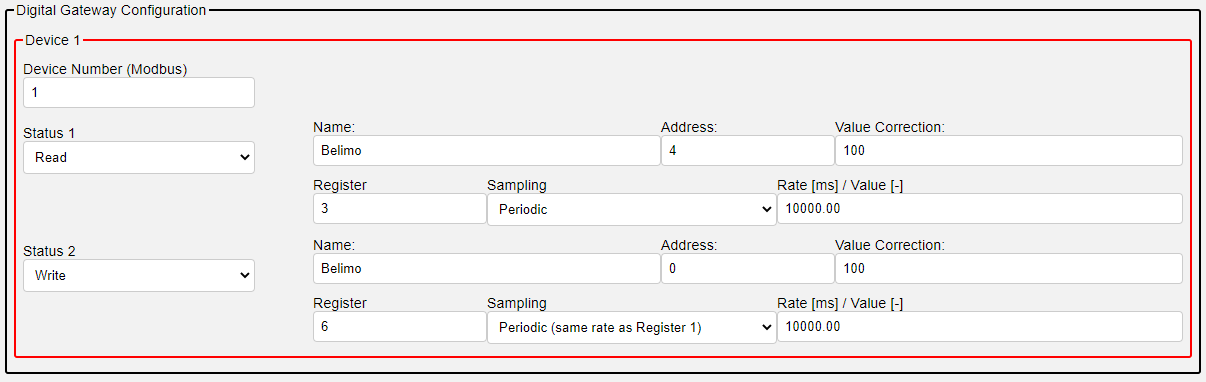 Digital Gateway Configuration
Device 1
Device Number (Modbus)
1
Status 1
Read
Name: Address: Value Correction:
Belimo 4 100
Register Sampling Rate [ms] / Value [-]
3 Periodic 10000.00
Status 2
Write
Name: Address: Value Correction:
Belimo 0 100
Register Sampling Rate [ms] / Value [-]
6 Periodic (same rate as Register 1) 10000.00